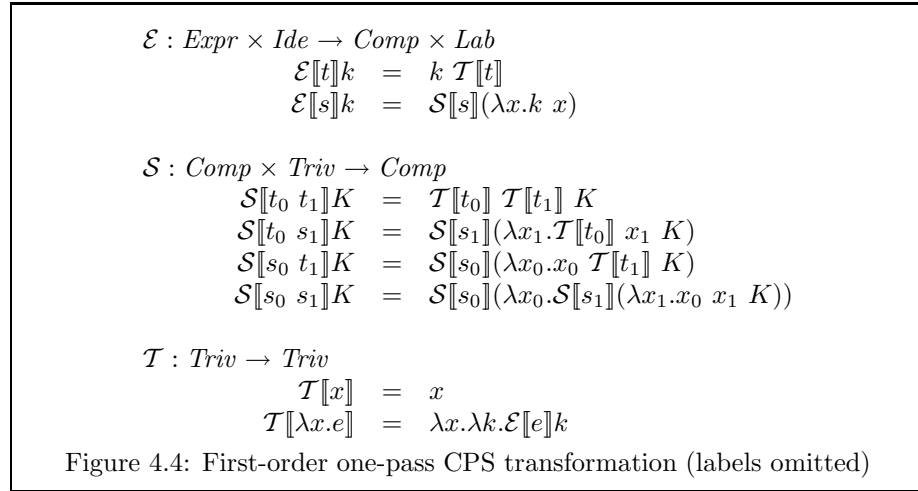 ℰ : Expr × Ide → Comp × Lab
ℰ⟦t⟧k = k 𝒯⟦t⟧
ℰ⟦s⟧k = 𝒮⟦s⟧(λx.k x)
𝒮 : Comp × Triv → Comp
𝒮⟦t₀ t₁⟧K = 𝒯⟦t₀⟧ 𝒯⟦t₁⟧ K
𝒮⟦t₀ s₁⟧K = 𝒮⟦s₁⟧(λx₁.𝒯⟦t₀⟧ x₁ K)
𝒮⟦s₀ t₁⟧K = 𝒮⟦s₀⟧(λx₀.x₀ 𝒯⟦t₁⟧ K)
𝒮⟦s₀ s₁⟧K = 𝒮⟦s₀⟧(λx₀.𝒮⟦s₁⟧(λx₁.x₀ x₁ K))
𝒯 : Triv → Triv
𝒯⟦x⟧ = x
𝒯⟦λx.e⟧ = λx.λk.ℰ⟦e⟧k
Figure 4.4: First-order one-pass CPS transformation (labels omitted)